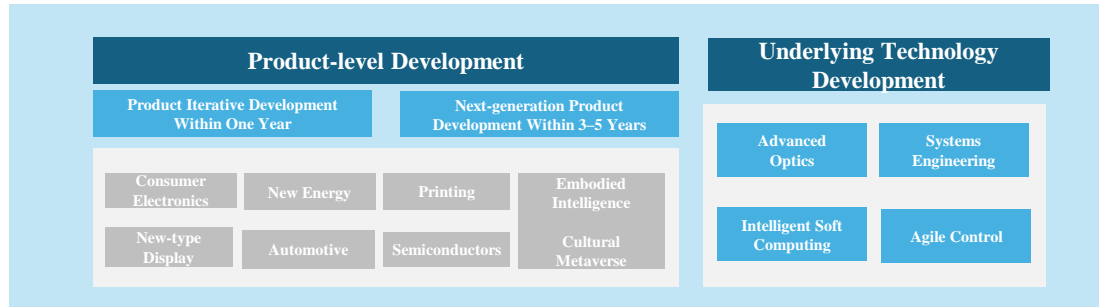 Product-level Development
Underlying Technology
Development
Product Iterative Development
Within One Year
Next-generation Product
Development Within 3–5 Years
Consumer
Electronics
New Energy
Printing
Embodied
Intelligence
New-type
Display
Automotive
Semiconductors
Cultural
Metaverse
Advanced
Optics
Systems
Engineering
Intelligent Soft
Computing
Agile Control